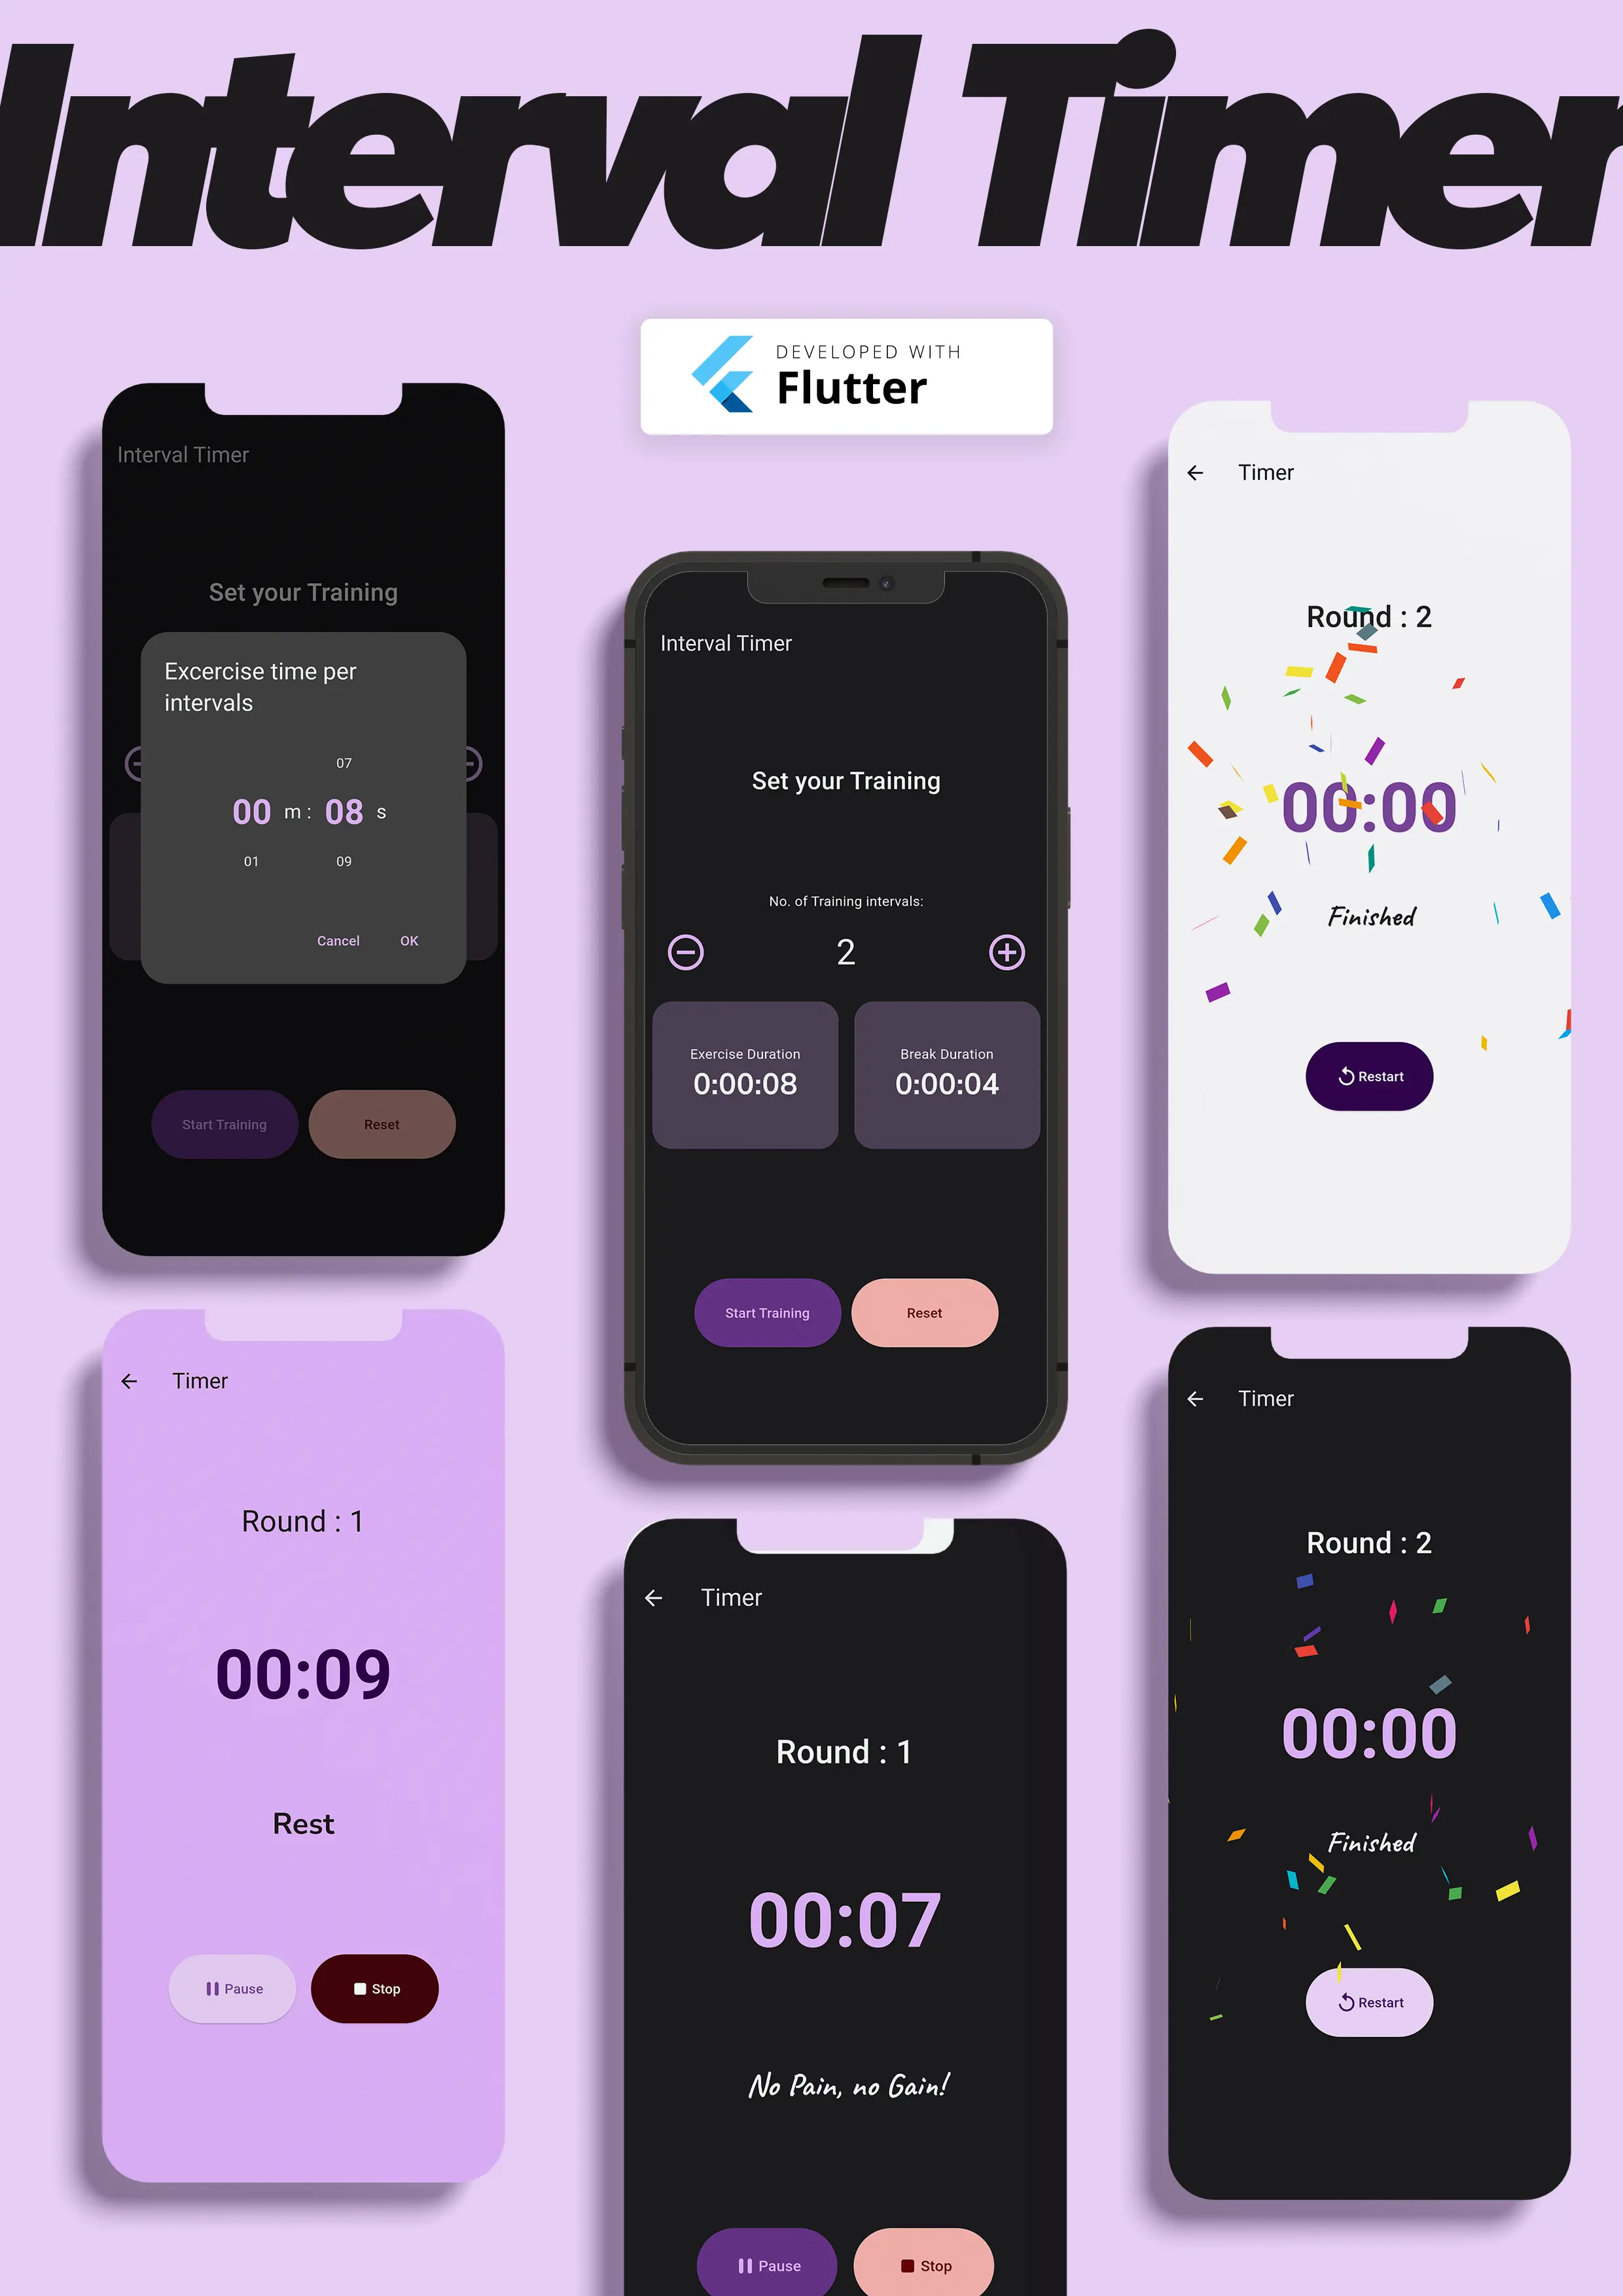 Interval Timer
DEVELOPED WITH
Flutter
Interval Timer
Set your Training
Excercise time per
intervals
07
00 m : 08 s
01 09
Cancel OK
Start Training Reset
Interval Timer
Set your Training
No. of Training intervals:
2
Exercise Duration
0:00:08
Break Duration
0:00:04
Start Training Reset
Timer
Round : 2
00:00
Finished
Restart
Timer
Round : 1
00:09
Rest
Pause Stop
Timer
Round : 1
00:07
No Pain, no Gain!
Pause Stop
Timer
Round : 2
00:00
Finished
Restart